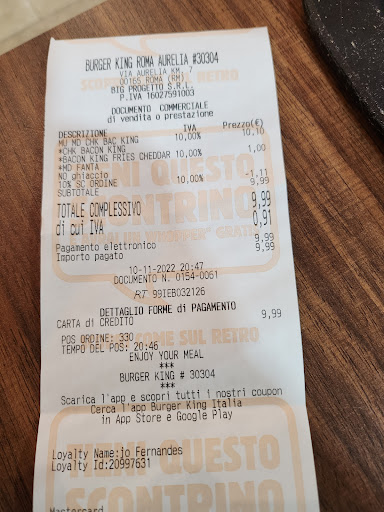 BURGER KING ROMA AURELIA #30304
VIA AURELIA KM. 7
00165 ROMA (RM)
BIG PROGETTO S.R.L.
P.IVA 16027591003
DOCUMENTO COMMERCIALE
di vendita o prestazione
DESCRIZIONE IVA Prezzo(€)
MU MD CHK BAC KING 10,00% 10,10
*CHK BACON KING
*BACON KING FRIES CHEDDAR 10,00% 1,00
*MD FANTA
NO ghiaccio
10% SC ORDINE 10,00% -1,11
SUBTOTALE 9,99
TOTALE COMPLESSIVO 9,99
di cui IVA 0,91
Pagamento elettronico 9,99
Importo pagato 9,99
10-11-2022 20:47
DOCUMENTO N. 0154-0061
RT 99IEB032126
DETTAGLIO FORME di PAGAMENTO
CARTA di CREDITO 9,99
POS ORDINE: 330
TEMPO DEL POS: 20:46
ENJOY YOUR MEAL
***
BURGER KING # 30304
***
Scarica l'app e scopri tutti i nostri coupon
Cerca l'app Burger King Italia
in App Store e Google Play
Loyalty Name:jo Fernandes
Loyalty Id:20997631
Mastercard